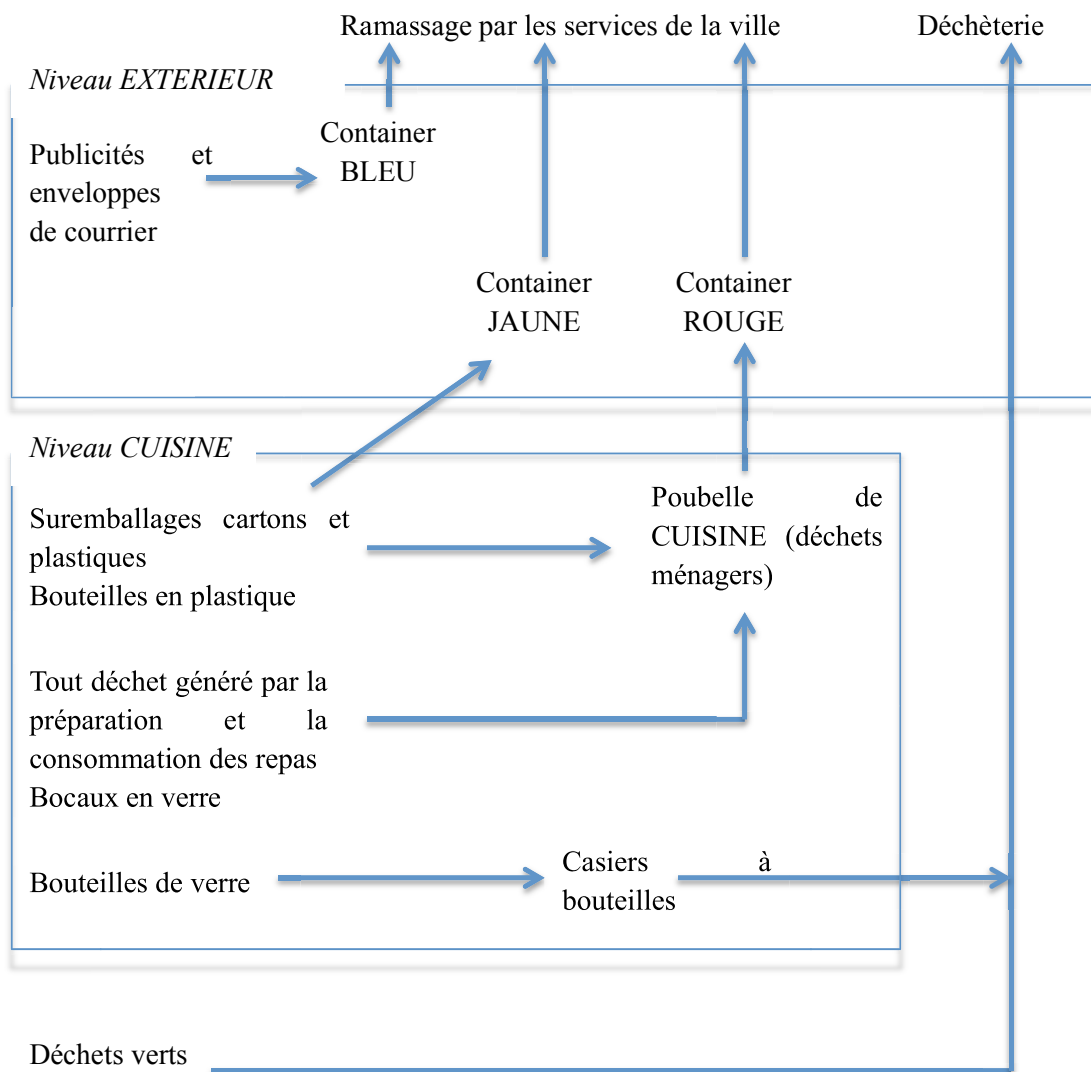 Ramassage par les services de la ville
Déchèterie
Niveau EXTERIEUR
Container
BLEU
Publicités et
enveloppes
de courrier
Container
JAUNE
Container
ROUGE
Niveau CUISINE
Suremballages cartons et
plastiques
Bouteilles en plastique
Poubelle de
CUISINE (déchets
ménagers)
Tout déchet généré par la
préparation et la
consommation des repas
Bocaux en verre
Bouteilles de verre
Casiers à
bouteilles
Déchets verts